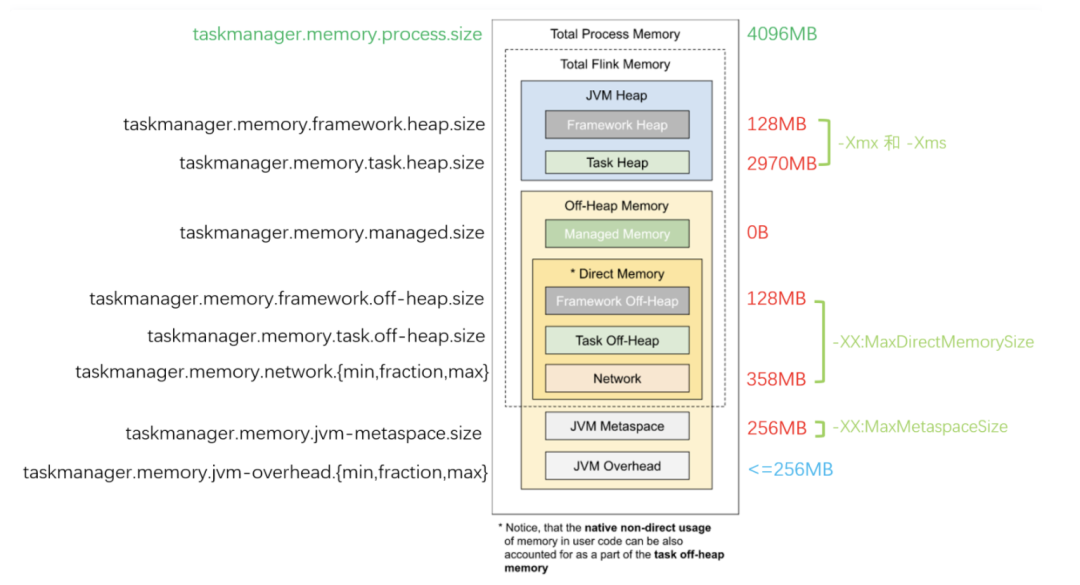 taskmanager.memory.process.size
Total Process Memory
4096MB
Total Flink Memory
JVM Heap
taskmanager.memory.framework.heap.size
Framework Heap
128MB
-Xmx 和 -Xms
taskmanager.memory.task.heap.size
Task Heap
2970MB
Off-Heap Memory
taskmanager.memory.managed.size
Managed Memory
0B
* Direct Memory
taskmanager.memory.framework.off-heap.size
Framework Off-Heap
128MB
taskmanager.memory.task.off-heap.size
Task Off-Heap
-XX:MaxDirectMemorySize
taskmanager.memory.network.{min,fraction,max}
Network
358MB
taskmanager.memory.jvm-metaspace.size
JVM Metaspace
256MB
-XX:MaxMetaspaceSize
taskmanager.memory.jvm-overhead.{min,fraction,max}
JVM Overhead
<=256MB
* Notice, that the native non-direct usage
of memory in user code can be also
accounted for as a part of the task off-heap
memory